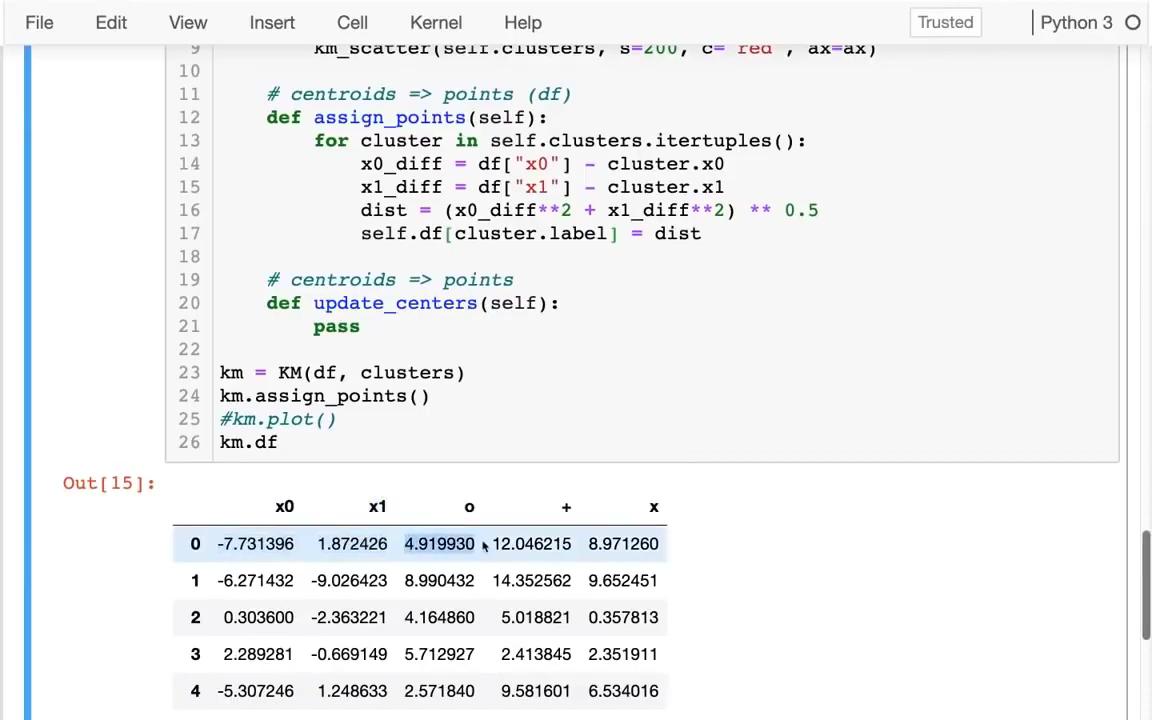 File Edit View Insert Cell Kernel Help Trusted Python 3
9 km_scatter(self.clusters, s=200, c="red", ax=ax)
10
11 # centroids => points (df)
12 def assign_points(self):
13 for cluster in self.clusters.itertuples():
14 x0_diff = df["x0"] - cluster.x0
15 x1_diff = df["x1"] - cluster.x1
16 dist = (x0_diff**2 + x1_diff**2) ** 0.5
17 self.df[cluster.label] = dist
18
19 # centroids => points
20 def update_centers(self):
21 pass
22
23 km = KM(df, clusters)
24 km.assign_points()
25 #km.plot()
26 km.df
Out[15]:
x0 x1 o + x
0 -7.731396 1.872426 4.919930 12.046215 8.971260
1 -6.271432 -9.026423 8.990432 14.352562 9.652451
2 0.303600 -2.363221 4.164860 5.018821 0.357813
3 2.289281 -0.669149 5.712927 2.413845 2.351911
4 -5.307246 1.248633 2.571840 9.581601 6.534016